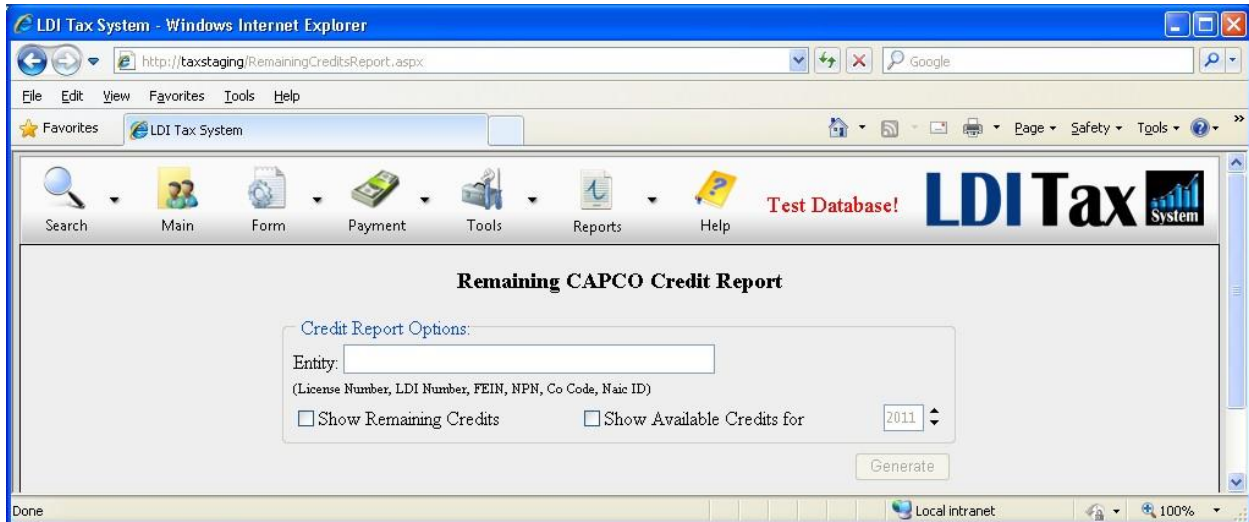 LDI Tax System - Windows Internet Explorer
http://taxstaging/RemainingCreditsReport.aspx
Google
File Edit View Favorites Tools Help
Favorites LDI Tax System Page Safety Tools
Search Main Form Payment Tools Reports Help Test Database! LDI Tax System
Remaining CAPCO Credit Report
Credit Report Options:
Entity:
(License Number, LDI Number, FEIN, NPN, Co Code, Naic ID)
Show Remaining Credits Show Available Credits for 2011
Generate
Done Local intranet 100%